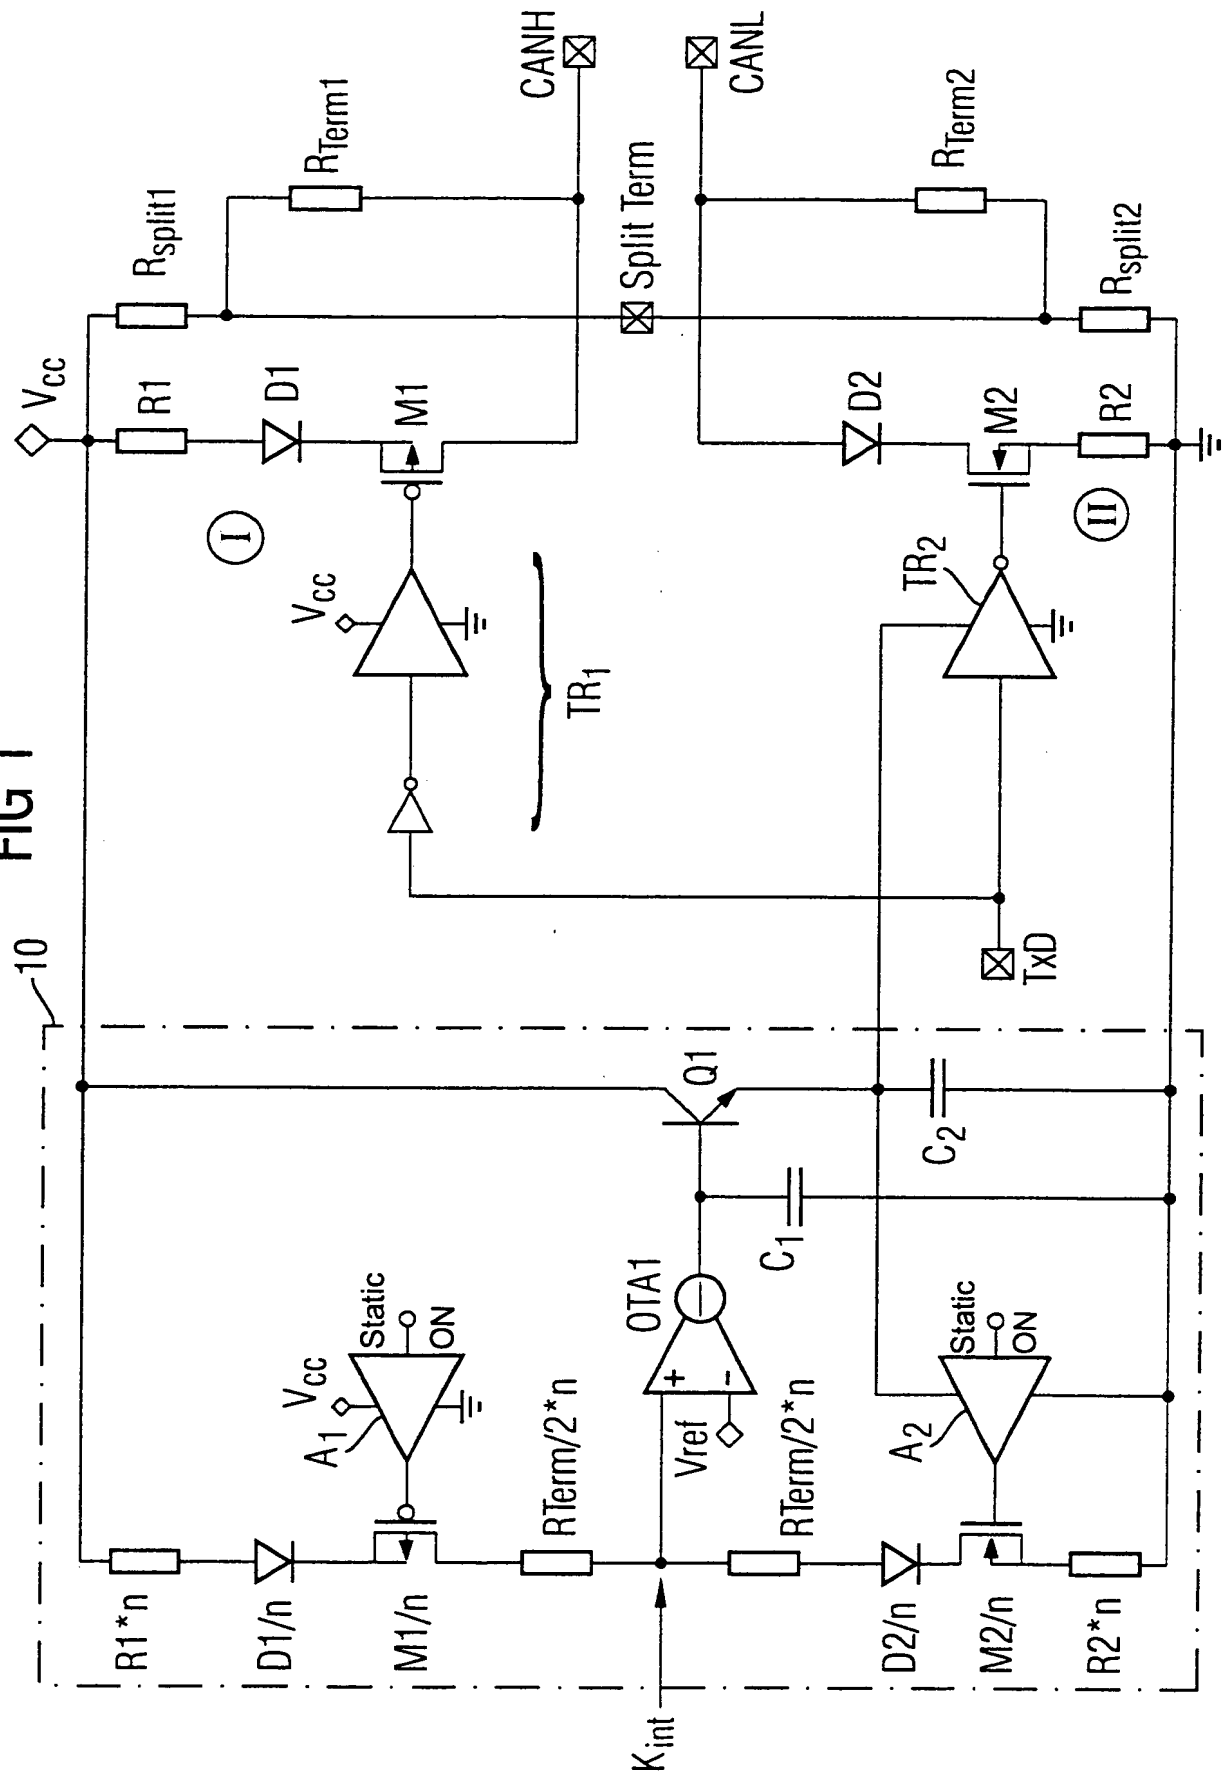 FIG 1
10
Vcc
R1*n
D1/n
M1/n
A1
Vcc
Static
ON
RTerm/2*n
Kint
Vref
+
-
OTA1
C1
Q1
C2
RTerm/2*n
D2/n
M2/n
R2*n
A2
Static
ON
TxD
TR1
Vcc
I
R1
D1
M1
Rsplit1
RTerm1
CANH
Split Term
CANL
RTerm2
Rsplit2
D2
M2
R2
II
TR2